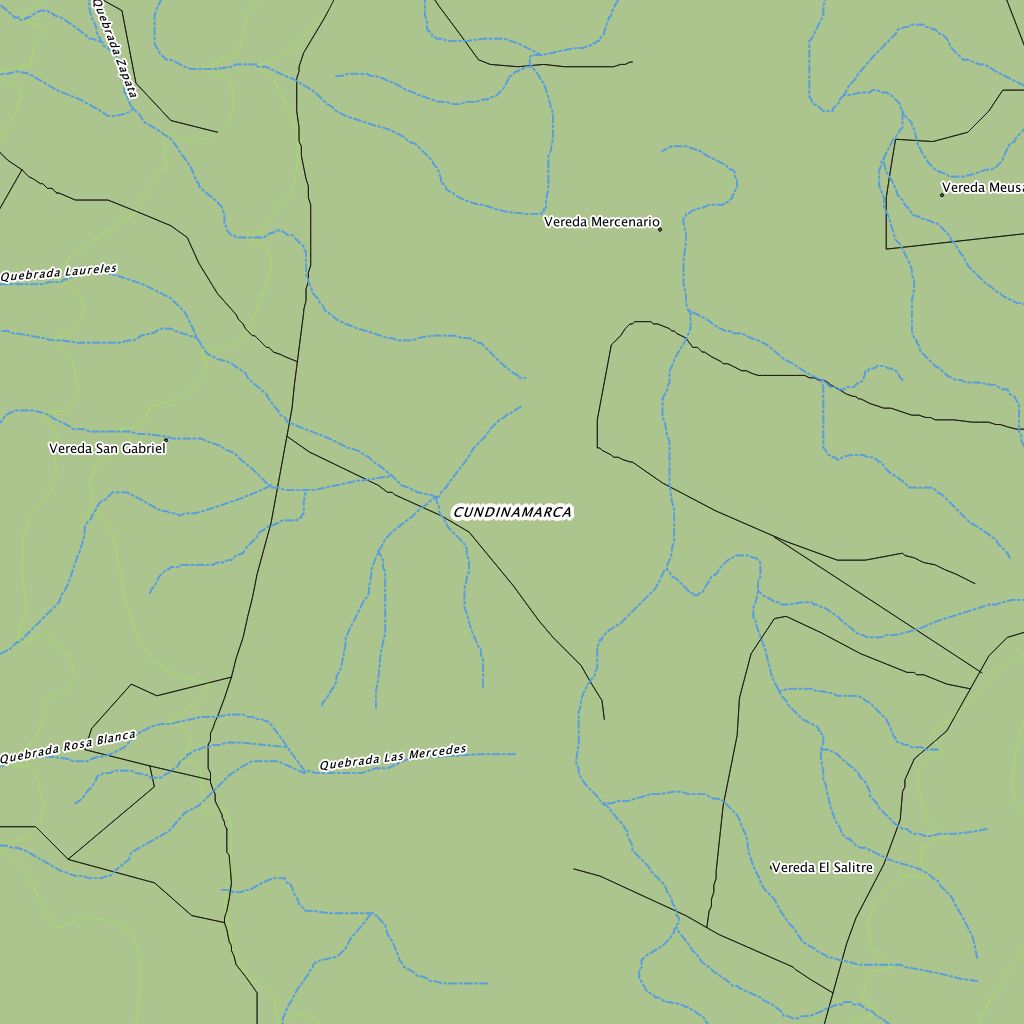 Quebrada Zapata
Vereda Meusa
Vereda Mercenario
Quebrada Laureles
Vereda San Gabriel
CUNDINAMARCA
Quebrada Rosa Blanca
Quebrada Las Mercedes
Vereda El Salitre